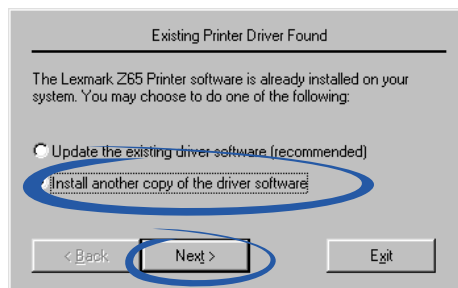 Existing Printer Driver Found
The Lexmark Z65 Printer software is already installed on your
system. You may choose to do one of the following:
Update the existing driver software (recommended)
Install another copy of the driver software
< Back
Next >
Exit